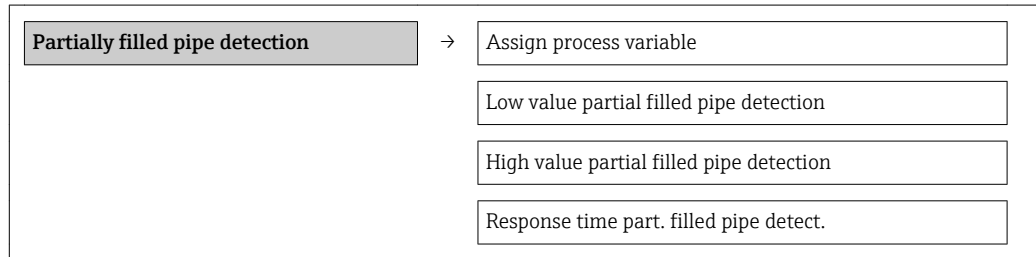 Partially filled pipe detection → Assign process variable
Low value partial filled pipe detection
High value partial filled pipe detection
Response time part. filled pipe detect.